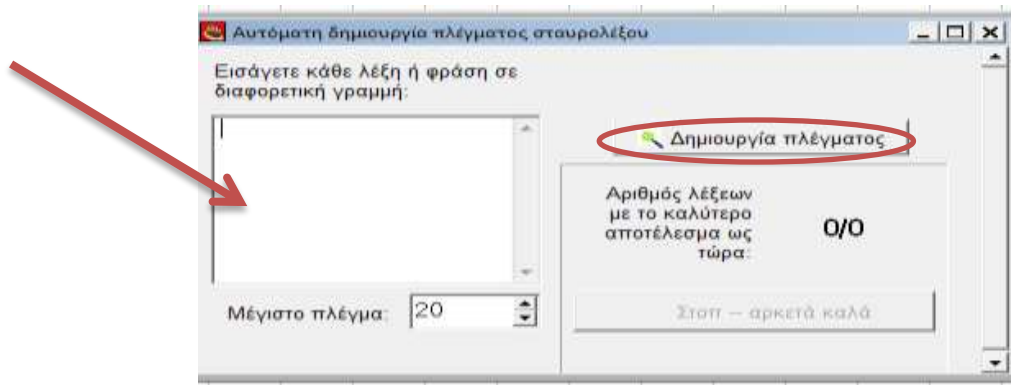 Αυτόματη δημιουργία πλέγματος σταυρολέξου
Εισάγετε κάθε λέξη ή φράση σε
διαφορετική γραμμή:
Δημιουργία πλέγματος
Αριθμός λέξεων
με το καλύτερο
αποτέλεσμα ως
τώρα:
0/0
Μέγιστο πλέγμα:
20
Στοπ – αρκετά καλά